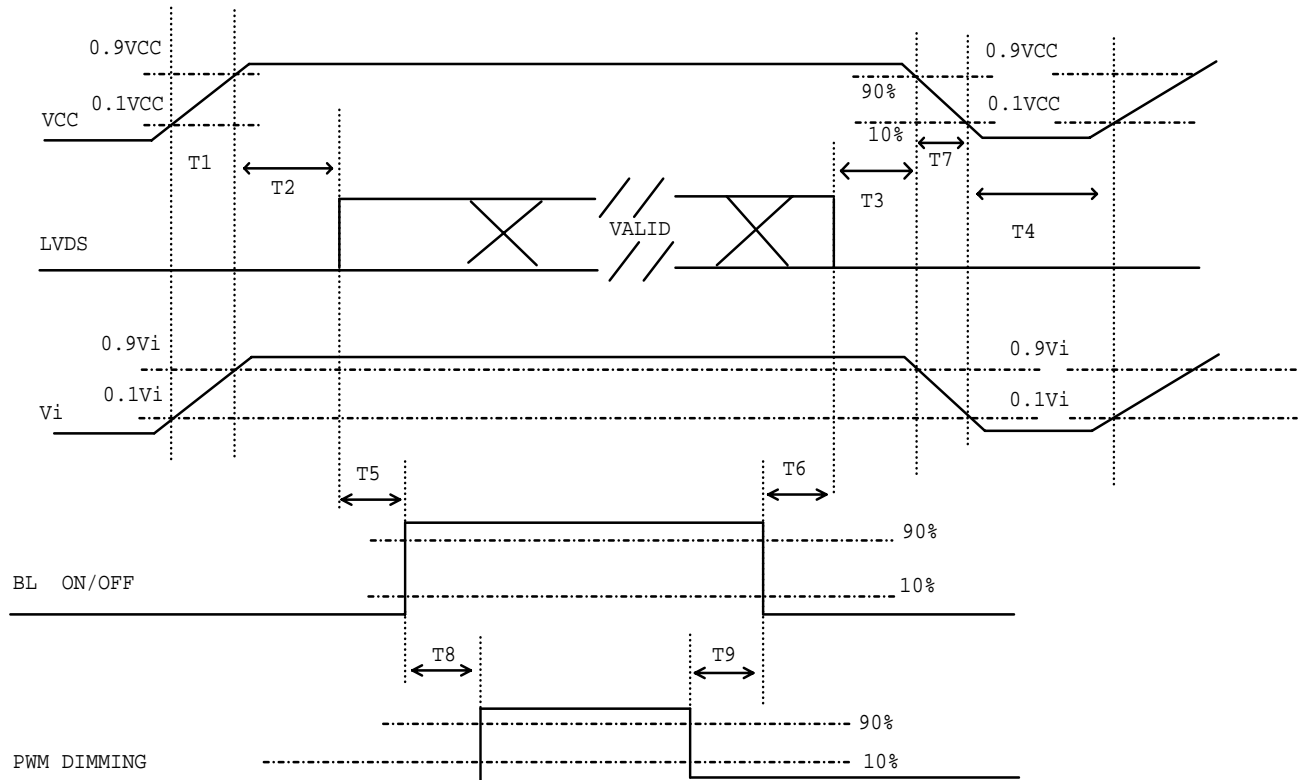 0.9VCC
0.9VCC
90%
0.1VCC
0.1VCC
VCC
10%
T1
T2
T3
T7
T4
LVDS
VALID
0.9Vi
0.9Vi
0.1Vi
0.1Vi
Vi
T5
T6
90%
BL ON/OFF
10%
T8
T9
90%
PWM DIMMING
10%